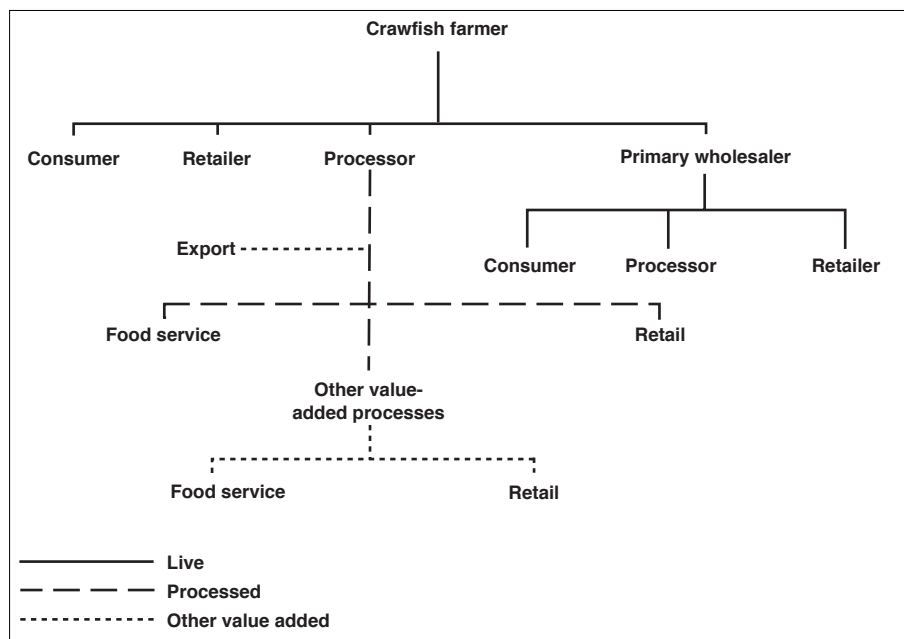 Crawfish farmer
Consumer
Retailer
Processor
Primary wholesaler
Export
Consumer
Processor
Retailer
Food service
Retail
Other value-
added processes
Food service
Retail
Live
Processed
Other value added